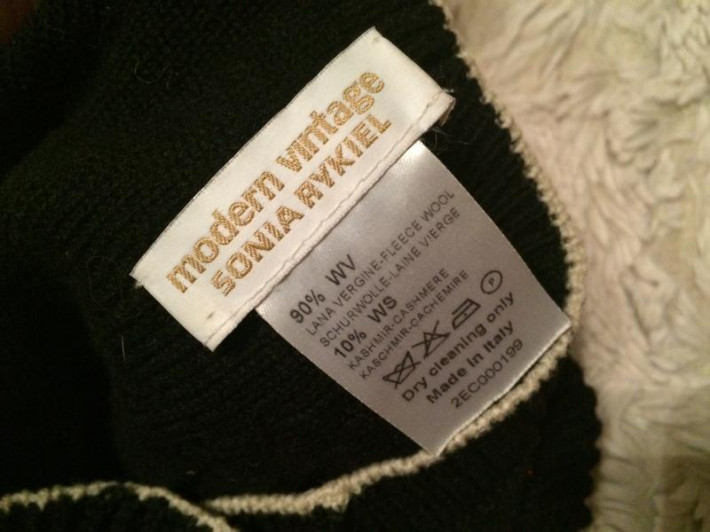 modern vintage
SONIA RYKIEL
90% WV
LANA VERGINE-FLEECE WOOL
SCHURWOLLE-LAINE VIERGE
10% WS
KASHMIR-CASHMERE
KASCHMIR-CACHEMIRE
P
Dry cleaning only
Made in Italy
2EC000199